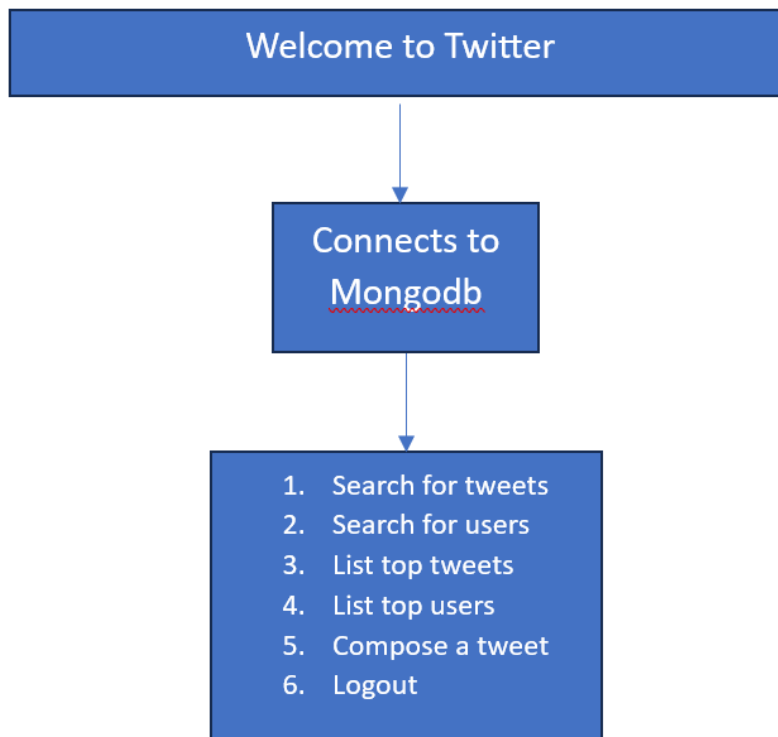 Welcome to Twitter
Connects to
Mongodb
1. Search for tweets
2. Search for users
3. List top tweets
4. List top users
5. Compose a tweet
6. Logout